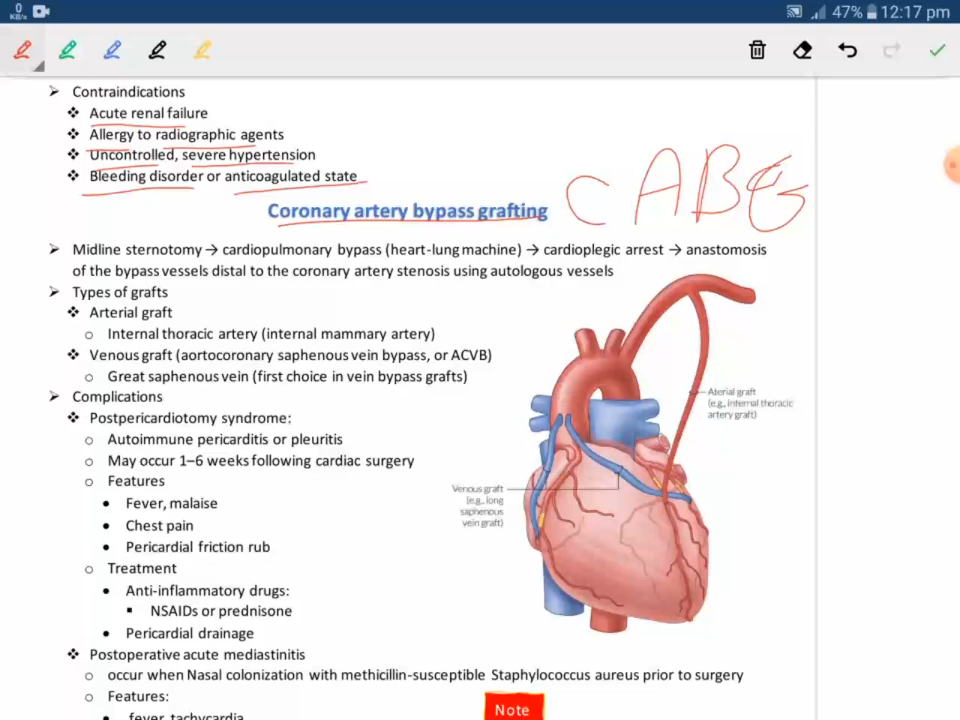 0
KB/s
47% 12:17 pm
➢ Contraindications
❖ Acute renal failure
❖ Allergy to radiographic agents
❖ Uncontrolled, severe hypertension
❖ Bleeding disorder or anticoagulated state
Coronary artery bypass grafting
CABG
➢ Midline sternotomy → cardiopulmonary bypass (heart-lung machine) → cardioplegic arrest → anastomosis
of the bypass vessels distal to the coronary artery stenosis using autologous vessels
➢ Types of grafts
❖ Arterial graft
o Internal thoracic artery (internal mammary artery)
❖ Venous graft (aortocoronary saphenous vein bypass, or ACVB)
o Great saphenous vein (first choice in vein bypass grafts)
➢ Complications
❖ Postpericardiotomy syndrome:
o Autoimmune pericarditis or pleuritis
o May occur 1–6 weeks following cardiac surgery
o Features
• Fever, malaise
• Chest pain
• Pericardial friction rub
o Treatment
• Anti-inflammatory drugs:
▪ NSAIDs or prednisone
• Pericardial drainage
Aterial graft
(e.g., internal thoracic
artery graft)
Venous graft
(e.g., long
saphenous
vein graft)
❖ Postoperative acute mediastinitis
o occur when Nasal colonization with methicillin-susceptible Staphylococcus aureus prior to surgery
o Features:
• fever, tachycardia
Note